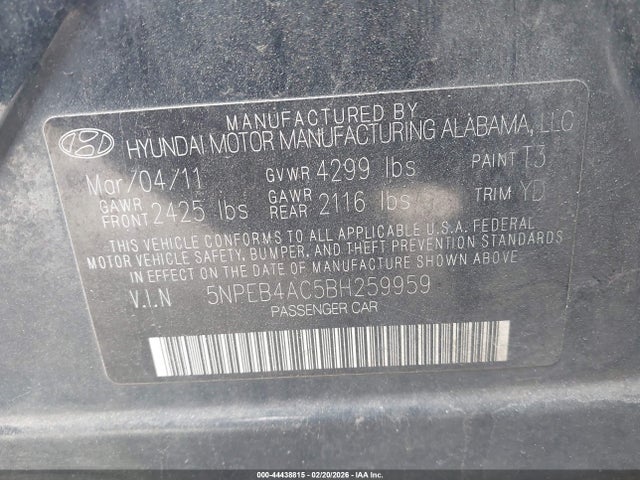 MANUFACTURED BY
HYUNDAI MOTOR MANUFACTURING ALABAMA, LLC
Mar/04/11 GVWR 4299 lbs PAINT T3
GAWR FRONT 2425 lbs GAWR REAR 2116 lbs TRIM YD
THIS VEHICLE CONFORMS TO ALL APPLICABLE U.S.A. FEDERAL
MOTOR VEHICLE SAFETY, BUMPER, AND THEFT PREVENTION STANDARDS
IN EFFECT ON THE DATE OF MANUFACTURE SHOWN ABOVE.
V.I.N 5NPEB4AC5BH259959
PASSENGER CAR
000-44438815 - 02/20/2026 - IAAI.com